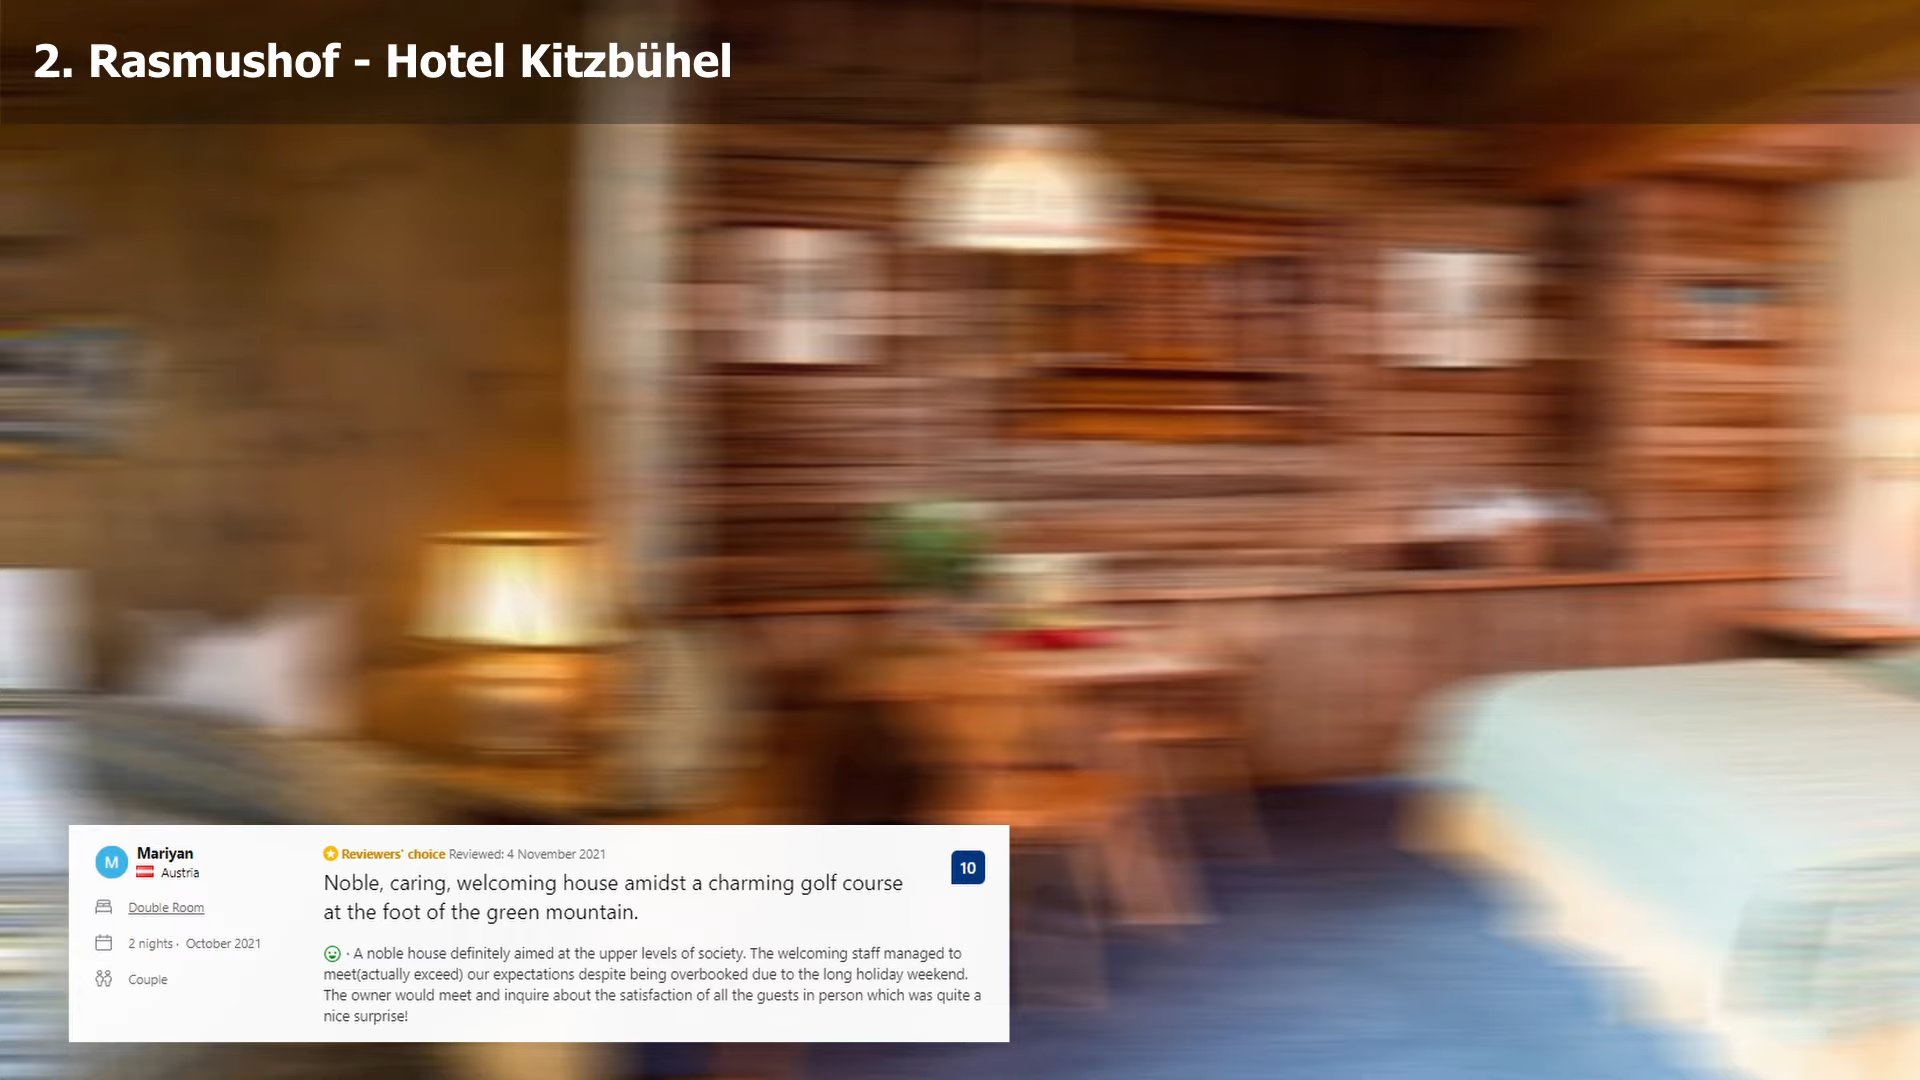 2. Rasmushof - Hotel Kitzbühel
M
Mariyan
Austria
Double Room
2 nights · October 2021
Couple
Reviewers' choice Reviewed: 4 November 2021
10
Noble, caring, welcoming house amidst a charming golf course
at the foot of the green mountain.
· A noble house definitely aimed at the upper levels of society. The welcoming staff managed to
meet(actually exceed) our expectations despite being overbooked due to the long holiday weekend.
The owner would meet and inquire about the satisfaction of all the guests in person which was quite a
nice surprise!